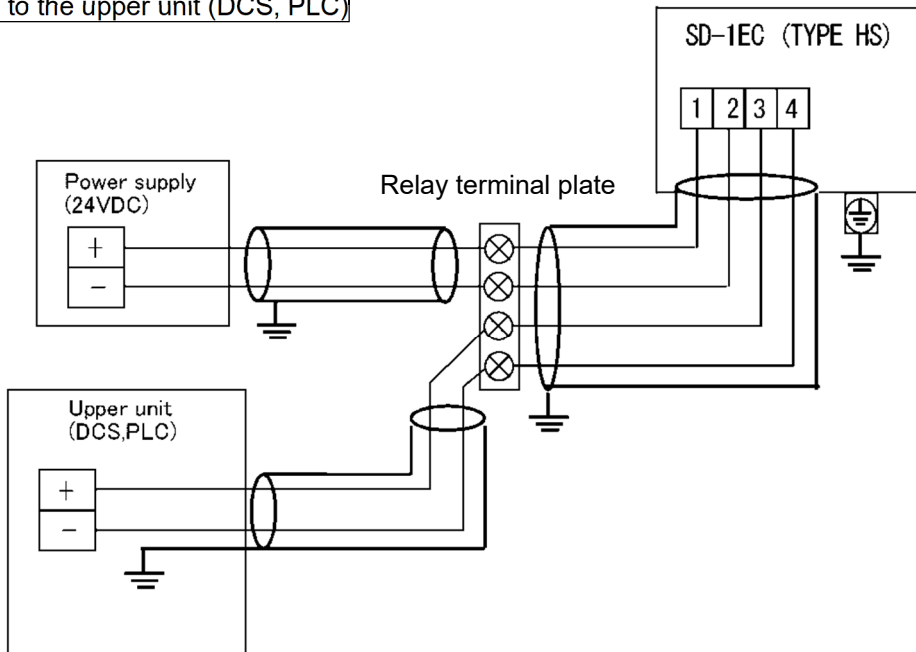 to the upper unit (DCS, PLC)
SD-1EC (TYPE HS)
1 2 3 4
Power supply
(24VDC)
+
−
Relay terminal plate
Upper unit
(DCS,PLC)
+
−